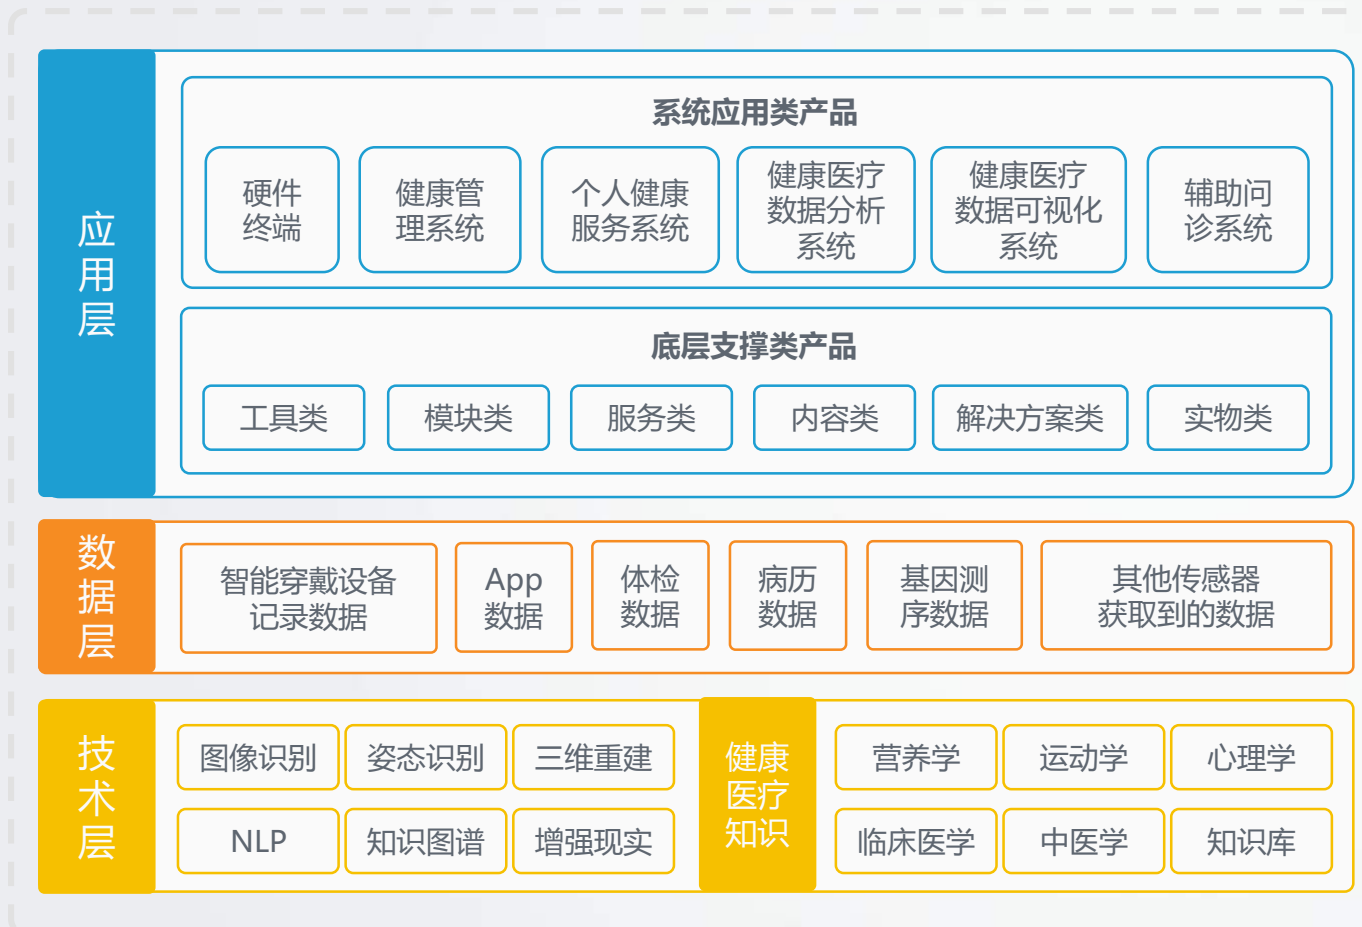 应用层
系统应用类产品
硬件
终端
健康管
理系统
个人健康
服务系统
健康医疗
数据分析
系统
健康医疗
数据可视化
系统
辅助问
诊系统
底层支撑类产品
工具类
模块类
服务类
内容类
解决方案类
实物类
数据层
智能穿戴设备
记录数据
App
数据
体检
数据
病历
数据
基因测
序数据
其他传感器
获取到的数据
技术层
图像识别
姿态识别
三维重建
NLP
知识图谱
增强现实
健康
医疗
知识
营养学
运动学
心理学
临床医学
中医学
知识库